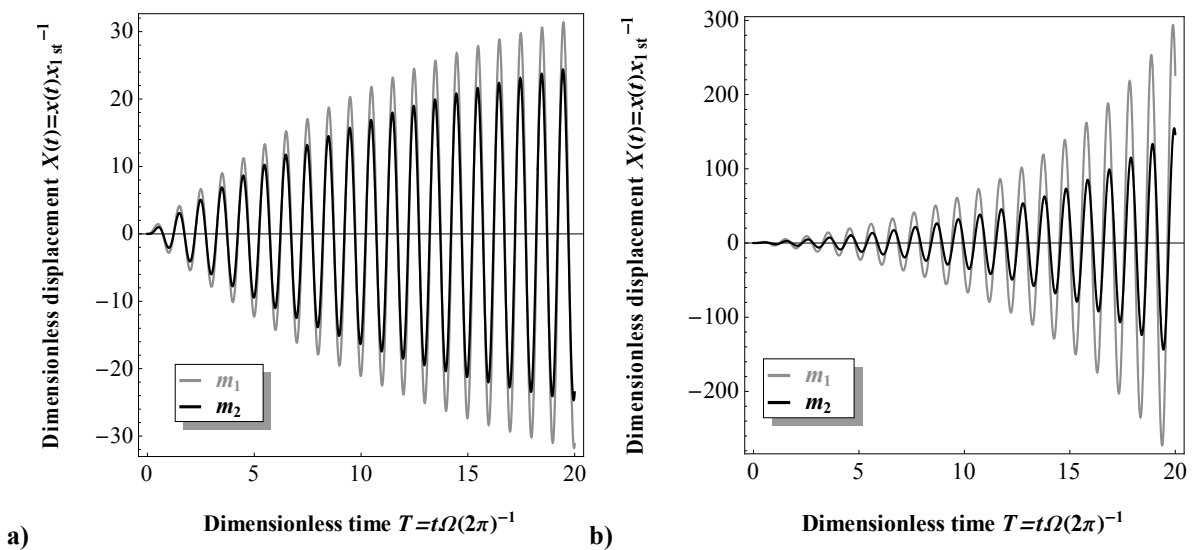 Dimensionless displacement X(t)=x(t)x1 st⁻¹
30
20
10
0
−10
−20
−30
m1
m2
0
5
10
15
20
Dimensionless time T=tΩ(2π)⁻¹
a)
Dimensionless displacement X(t)=x(t)x1 st⁻¹
300
200
100
0
−100
−200
m1
m2
0
5
10
15
20
Dimensionless time T=tΩ(2π)⁻¹
b)